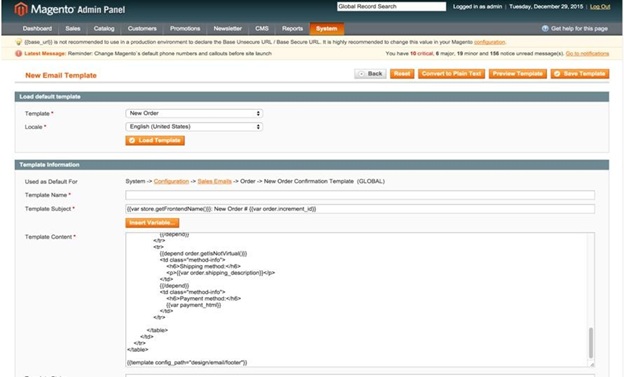 Magento Admin Panel
Global Record Search
Logged in as admin | Tuesday, December 29, 2015 | Log Out
Dashboard Sales Catalog Customers Promotions Newsletter CMS Reports System
Get help for this page
{{base_url}} is not recommended to use in a production environment to declare the Base Unsecure URL / Base Secure URL. It is highly recommended to change this value in your Magento configuration.
Latest Message: Reminder: Change Magento's default phone numbers and callouts before site launch
You have 10 critical, 6 major, 19 minor and 156 notice unread message(s). Go to notifications
New Email Template
Back Reset Convert to Plain Text Preview Template Save Template
Load default template
Template * New Order
Locale * English (United States)
Load Template
Template Information
Used as Default For System -> Configuration -> Sales Emails -> Order -> New Order Confirmation Template (GLOBAL)
Template Name *
Template Subject * {{var store.getFrontendName()}}: New Order # {{var order.increment_id}}
Insert Variable...
Template Content *
{{/depend}}
</tr>
<tr>
{{depend order.getIsNotVirtual()}}
<td class="method-info">
<h6>Shipping method:</h6>
<p>{{var order.shipping_description}}</p>
</td>
{{/depend}}
<td class="method-info">
<h6>Payment method:</h6>
{{var payment_html}}
</td>
</tr>
</table>
</td>
</tr>
</table>
{{template config_path="design/email/footer"}}